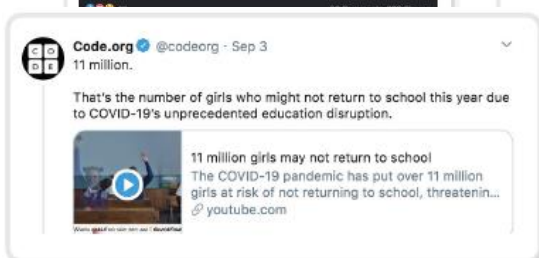 Code.org @codeorg · Sep 3
CO
DE
11 million.
That's the number of girls who might not return to school this year due
to COVID-19's unprecedented education disruption.
11 million girls may not return to school
The COVID-19 pandemic has put over 11 million
girls at risk of not returning to school, threatenin...
youtube.com